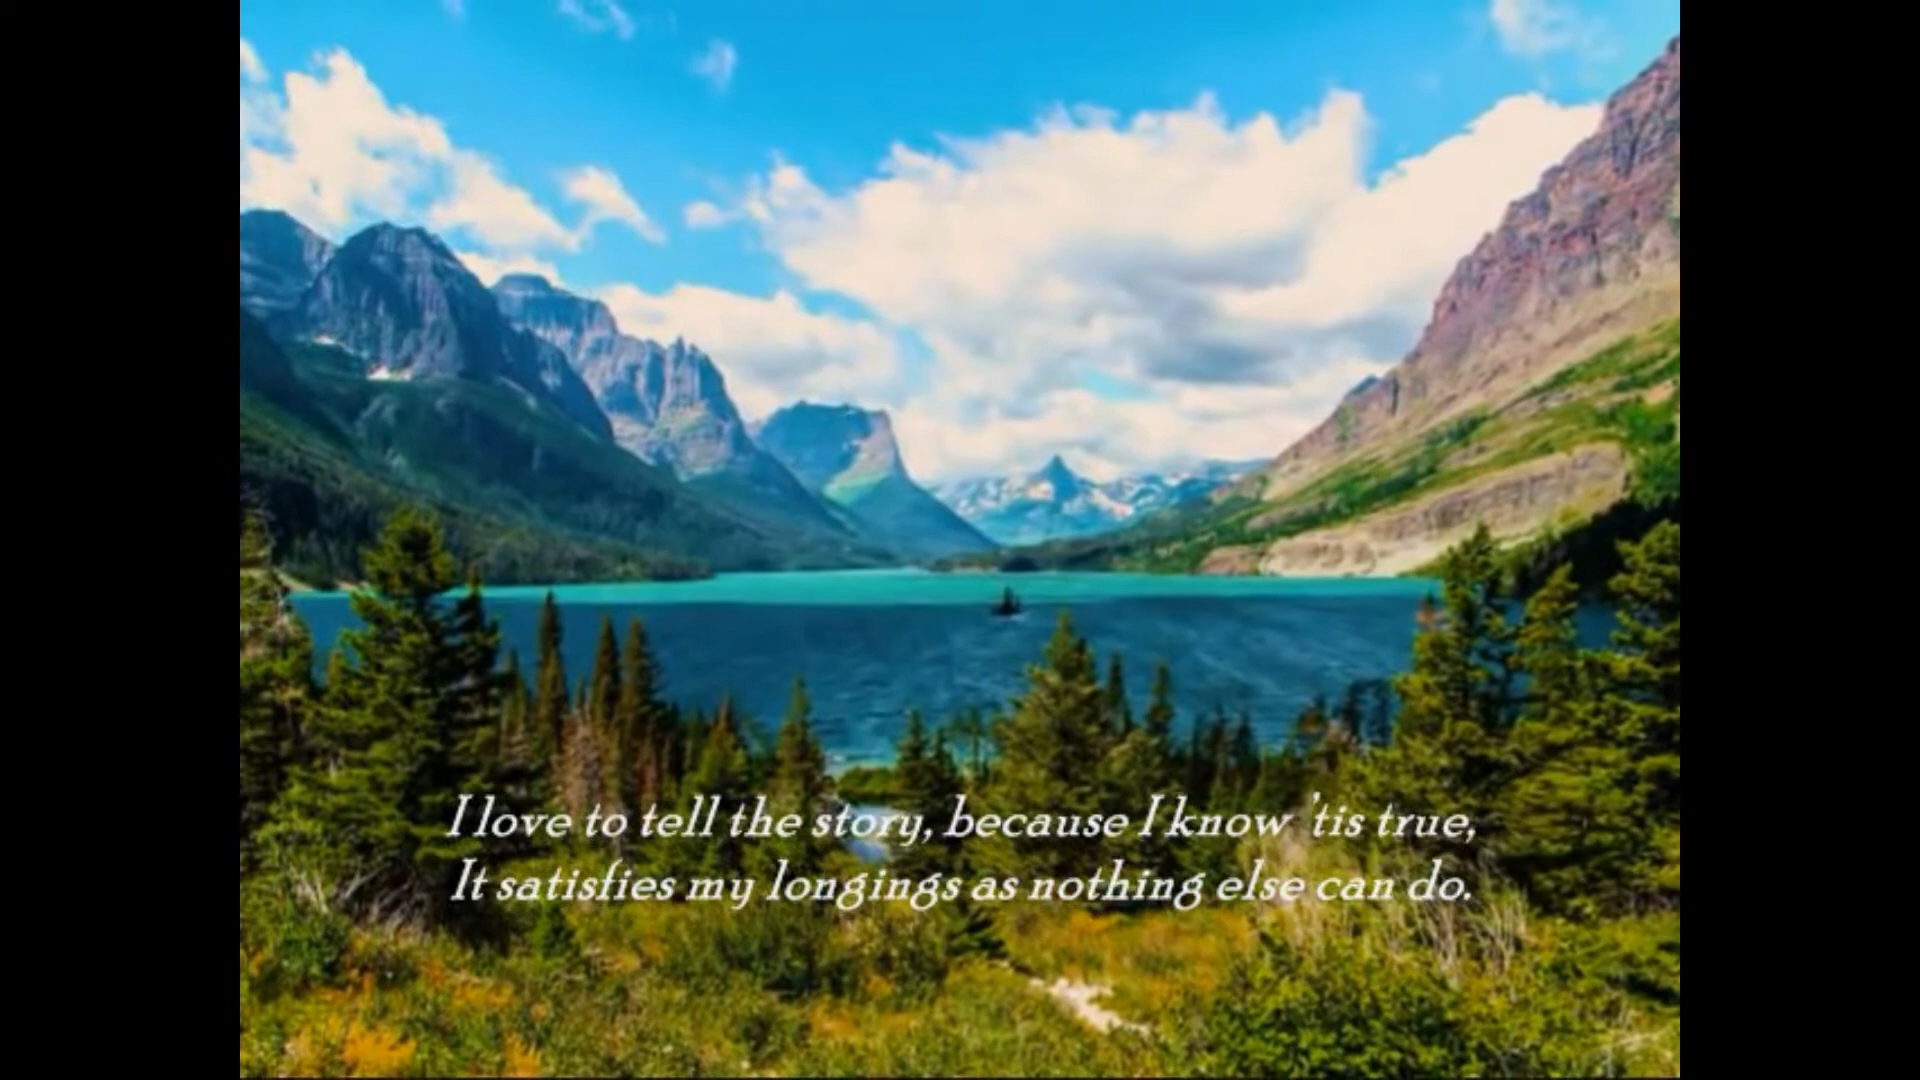 I love to tell the story, because I know 'tis true,
It satisfies my longings as nothing else can do.